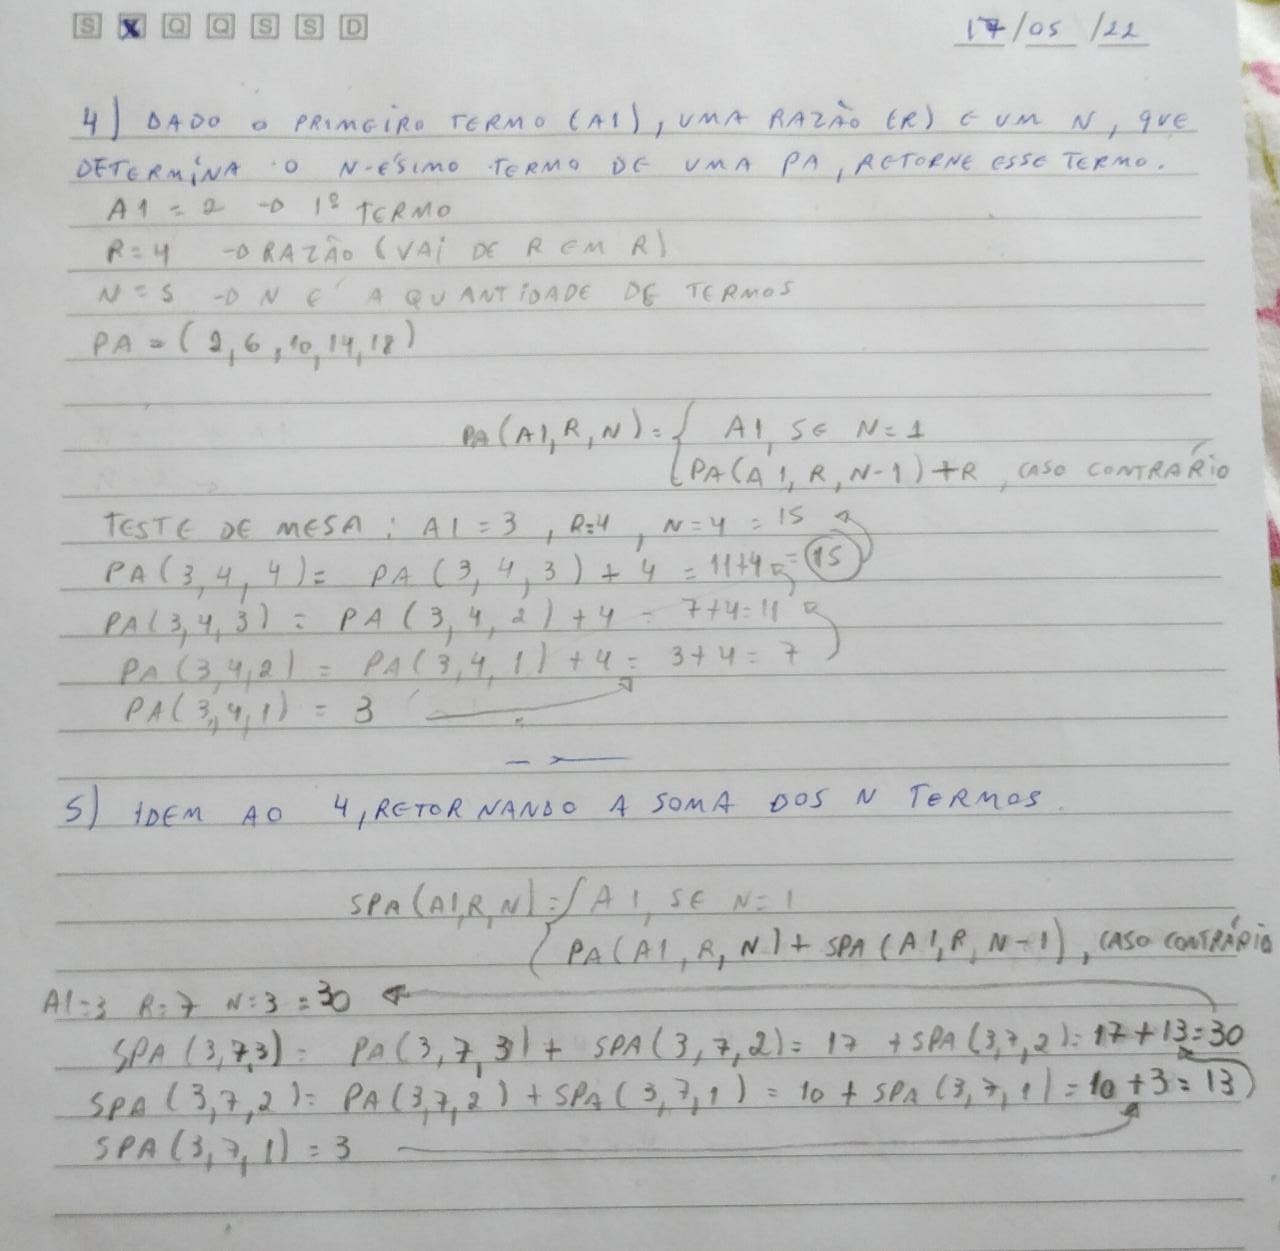 S X Q Q S S D 17/05/22
4) DADO O PRIMEIRO TERMO (A1), UMA RAZÃO (R) E UM N, QUE
DETERMINA O N-ÉSIMO TERMO DE UMA PA, RETORNE ESSE TERMO.
A1 = 2 → 1º TERMO
R = 4 → RAZÃO (VAI DE R EM R)
N = 5 → N É A QUANTIDADE DE TERMOS
PA = (2, 6, 10, 14, 18)
PA(A1, R, N) = { A1, SE N = 1
PA(A1, R, N-1) + R, CASO CONTRÁRIO
TESTE DE MESA: A1 = 3, R=4, N=4 = 15
PA(3, 4, 4) = PA(3, 4, 3) + 4 = 11+4 = 15
PA(3, 4, 3) = PA(3, 4, 2) + 4 = 7+4=11
PA(3,4,2) = PA(3,4,1) + 4 = 3+4=7
PA(3,4,1) = 3
5) IDEM AO 4, RETORNANDO A SOMA DOS N TERMOS.
SPA(A1,R,N) = { A1, SE N=1
PA(A1, R, N) + SPA(A1, R, N-1), CASO CONTRÁRIO
A1=3 R=7 N=3 = 30
SPA(3,7,3) = PA(3,7,3) + SPA(3,7,2) = 17 + SPA(3,7,2) = 17+13=30
SPA(3,7,2) = PA(3,7,2) + SPA(3,7,1) = 10 + SPA(3,7,1) = 10+3=13
SPA(3,7,1) = 3